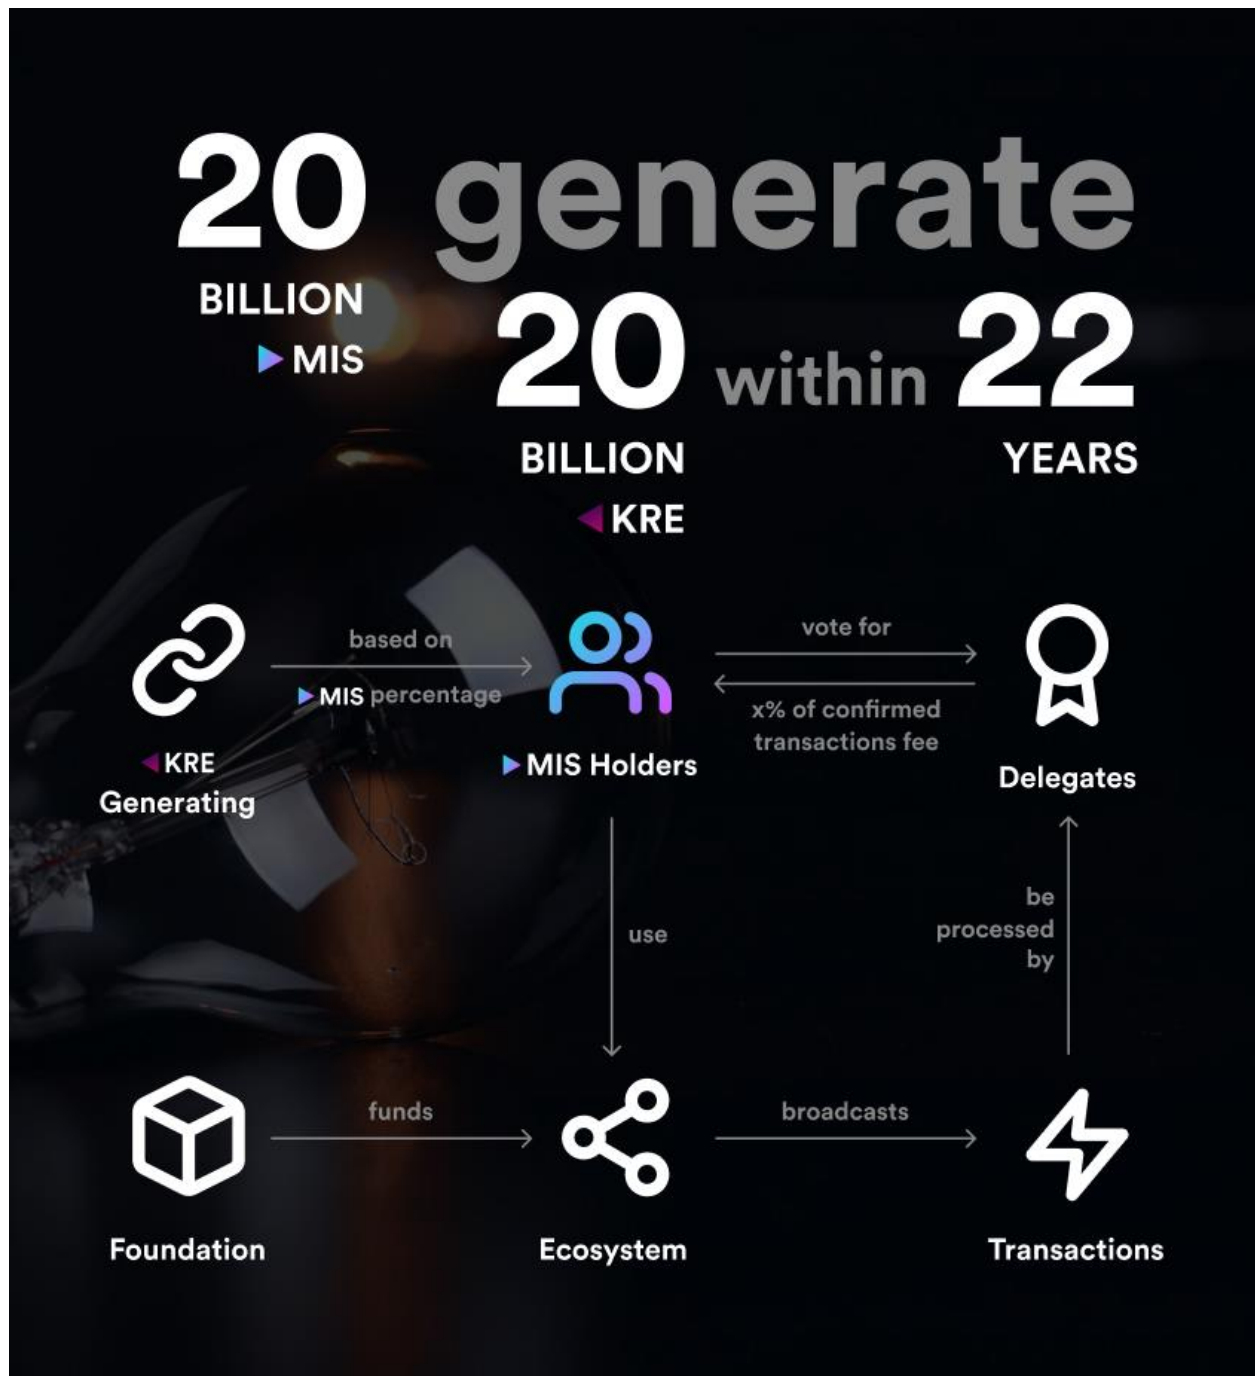 20 generate
BILLION
MIS
20 within 22
BILLION
YEARS
KRE
based on
MIS percentage
vote for
x% of confirmed
transactions fee
KRE
Generating
MIS Holders
Delegates
use
be
processed
by
funds
broadcasts
Foundation
Ecosystem
Transactions